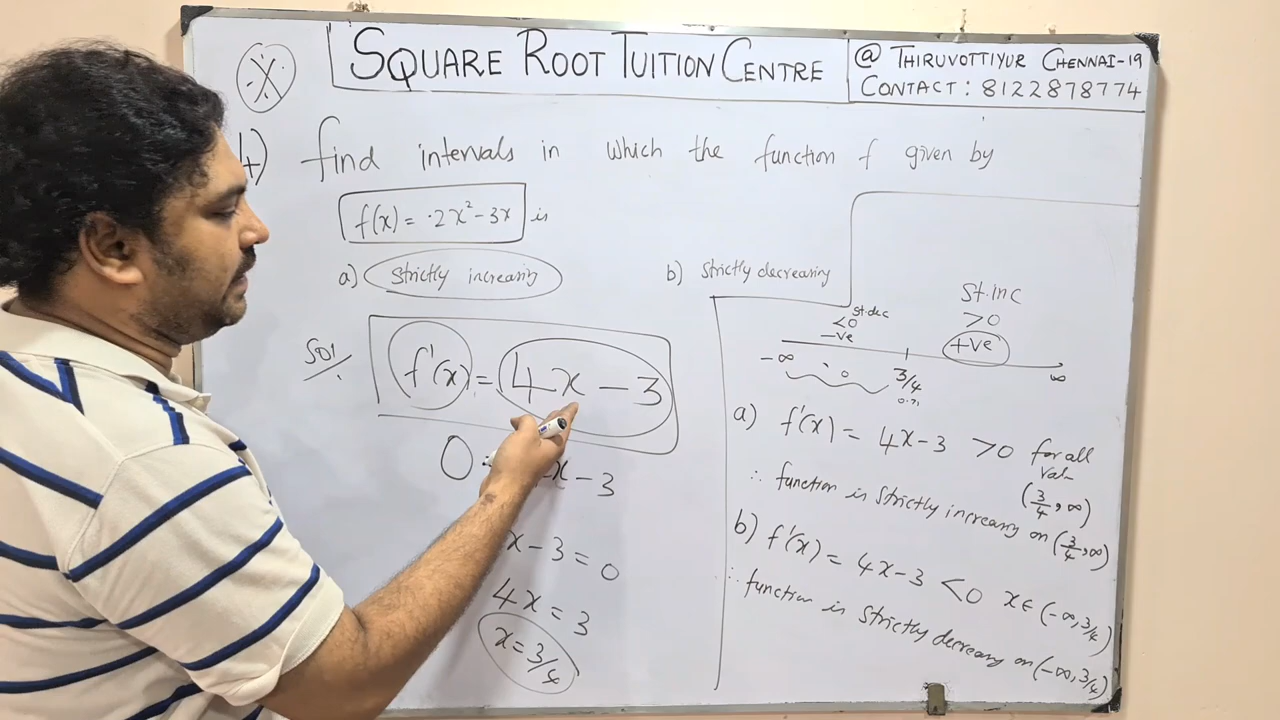 SQUARE ROOT TUITION CENTRE
@ THIRUVOTTIYUR CHENNAI-19
CONTACT : 8122878774
4) find intervals in which the function f given by
f(x) = 2x² - 3x is
a) Strictly increasing
b) Strictly decreasing
Sol
f'(x) = 4x - 3
0 x - 3
x - 3 = 0
4x = 3
x = 3/4
St.inc
st.dec
<0
>0
-ve
+ve
-∞ 0 3/4 ∞
a) f'(x) = 4x-3 >0 for all
(3/4, ∞)
∴ function is strictly increasing on (3/4, ∞)
b) f'(x) = 4x-3 <0 x∈(-∞, 3/4)
∴ function is strictly decreasing on (-∞, 3/4)